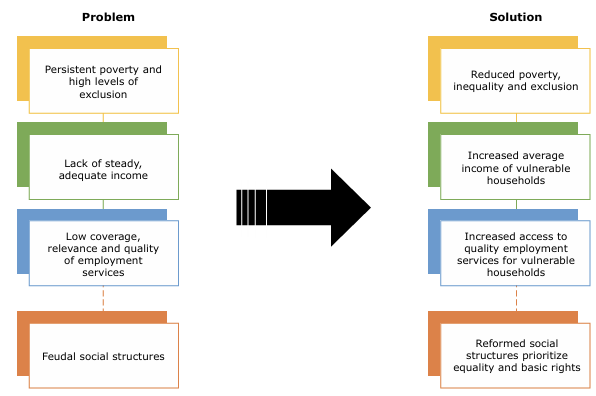 Problem
Solution
Persistent poverty and
high levels of
exclusion
Reduced poverty,
inequality and exclusion
Lack of steady,
adequate income
Increased average
income of vulnerable
households
Low coverage,
relevance and quality
of employment
services
Increased access to
quality employment
services for vulnerable
households
Feudal social structures
Reformed social
structures prioritize
equality and basic rights